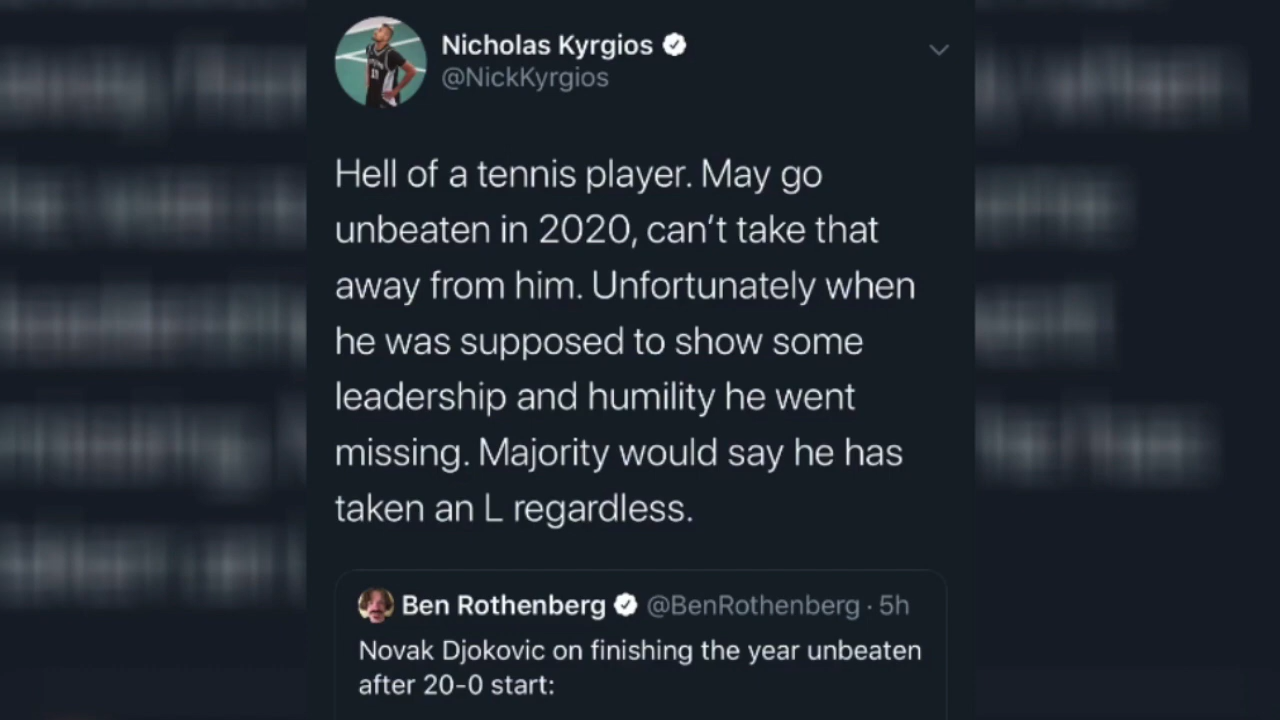 Nicholas Kyrgios
@NickKyrgios
Hell of a tennis player. May go
unbeaten in 2020, can't take that
away from him. Unfortunately when
he was supposed to show some
leadership and humility he went
missing. Majority would say he has
taken an L regardless.
Ben Rothenberg @BenRothenberg · 5h
Novak Djokovic on finishing the year unbeaten
after 20-0 start: